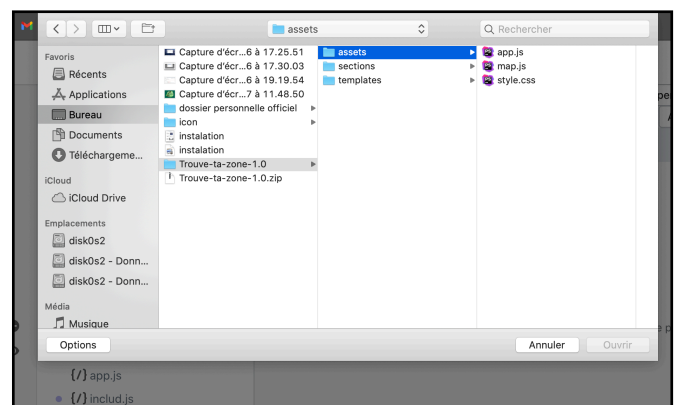 assets
Rechercher
Favoris
Récents
Applications
Bureau
Documents
Téléchargeme...
iCloud
iCloud Drive
Emplacements
disk0s2
disk0s2 - Donn...
disk0s2 - Donn...
Média
Musique
Capture d'écr...6 à 17.25.51
Capture d'écr...6 à 17.30.03
Capture d'écr...6 à 19.19.54
Capture d'écr...7 à 11.48.50
dossier personnelle officiel
icon
instalation
instalation
Trouve-ta-zone-1.0
Trouve-ta-zone-1.0.zip
assets
sections
templates
app.js
map.js
style.css
Options
Annuler
Ouvrir
{/} app.js
{/} includ.js